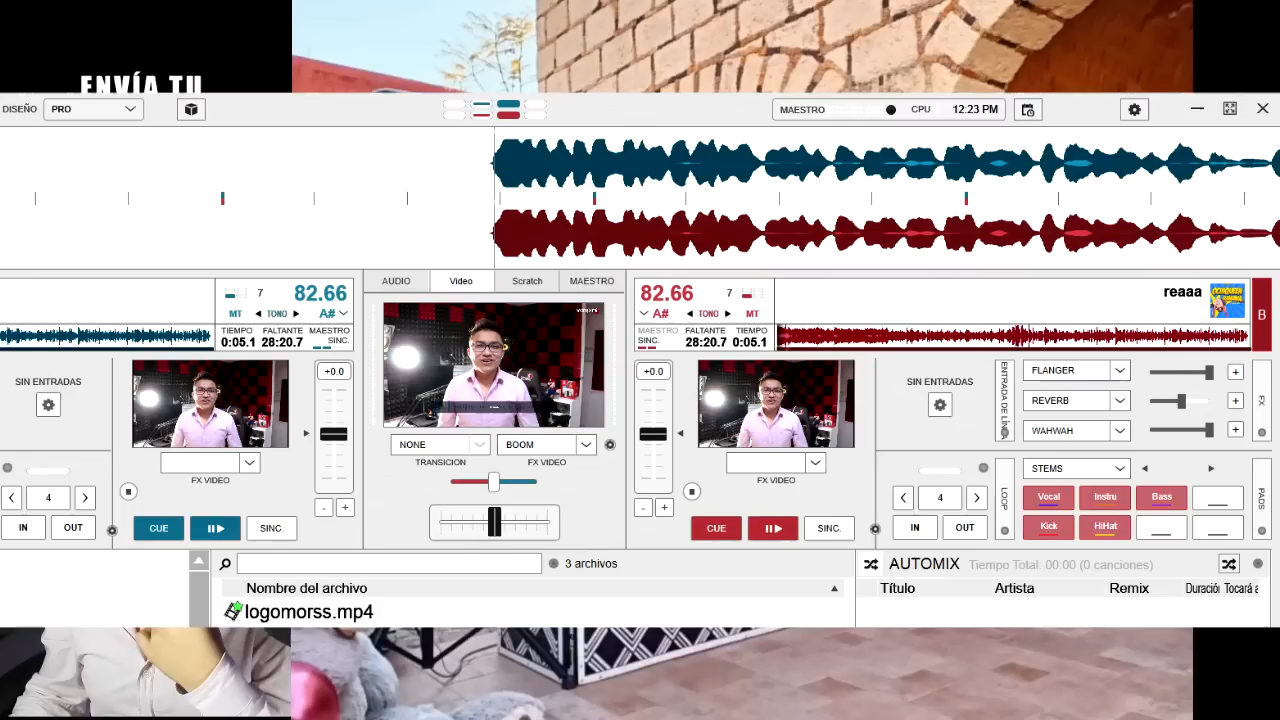 ENVÍA TU
DISEÑO PRO MAESTRO CPU 12:23 PM
AUDIO Video Scratch MAESTRO
7 82.66
MT TONO A#
TIEMPO FALTANTE MAESTRO
SINC.
0:05.1 28:20.7
82.66 7
A# TONO MT
MAESTRO FALTANTE TIEMPO
SINC. 28:20.7 0:05.1
reaaa
B
SIN ENTRADAS
+0.0
FX VIDEO
4
IN OUT
CUE SINC.
- +
NONE BOOM
TRANSICION FX VIDEO
+0.0
- +
FX VIDEO
CUE SINC.
SIN ENTRADAS
4
IN OUT
FLANGER +
REVERB +
WAHWAH +
FX
LOOP
STEMS
Vocal Instru Bass
Kick HiHat
PADS
3 archivos
Nombre del archivo
logomorss.mp4
AUTOMIX Tiempo Total: 00:00 (0 canciones)
Título Artista Remix Duració Tocará a